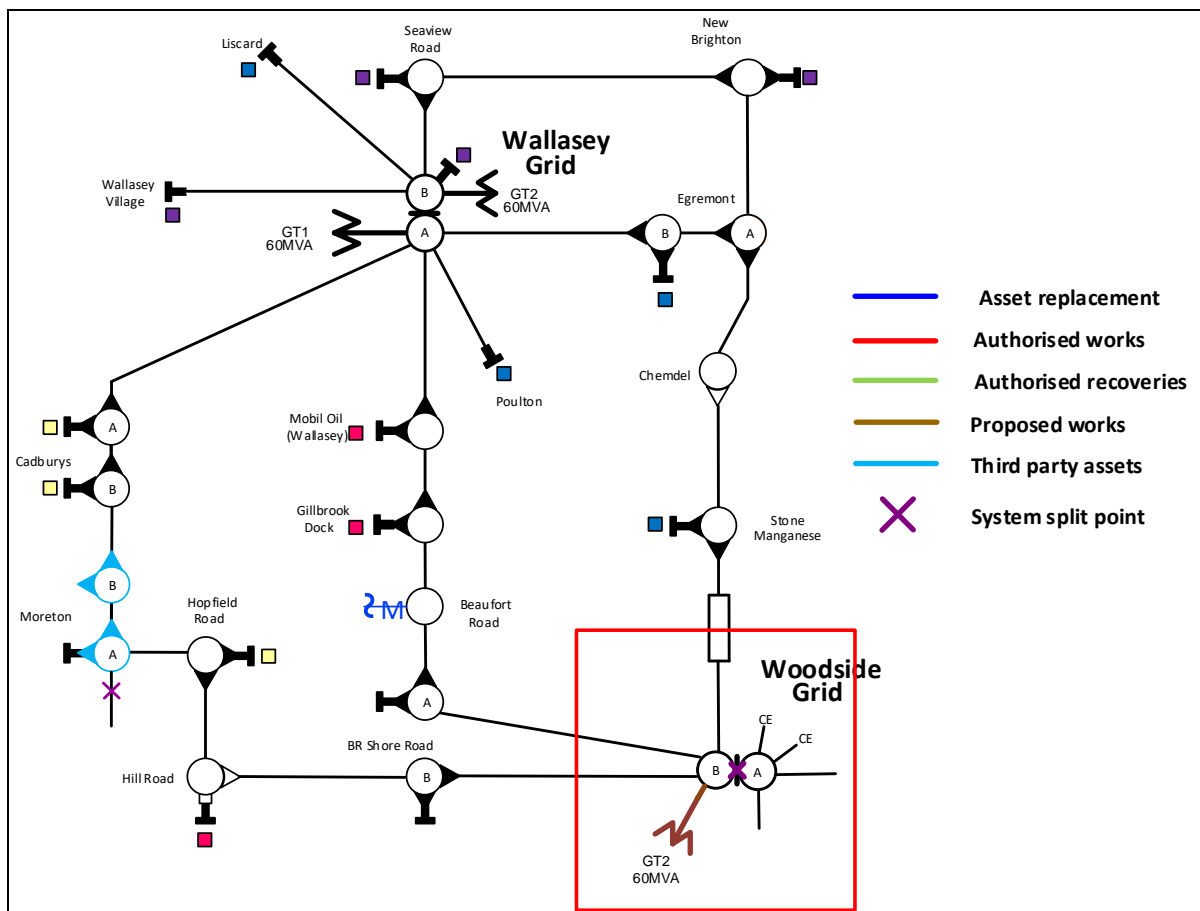 New
Brighton
Seaview
Road
Liscard
Wallasey
Grid
Wallasey
Village
B
GT2
60MVA
GT1
60MVA
A
Egremont
B
A
Asset replacement
Authorised works
Authorised recoveries
Proposed works
Third party assets
System split point
Chemdel
Poulton
Mobil Oil
(Wallasey)
A
Cadburys
B
Gillbrook
Dock
Stone
Manganese
B
M
Beaufort
Road
Moreton
Hopfield
Road
A
Woodside
Grid
A
CE
CE
BR Shore Road
Hill Road
B
B
A
GT2
60MVA